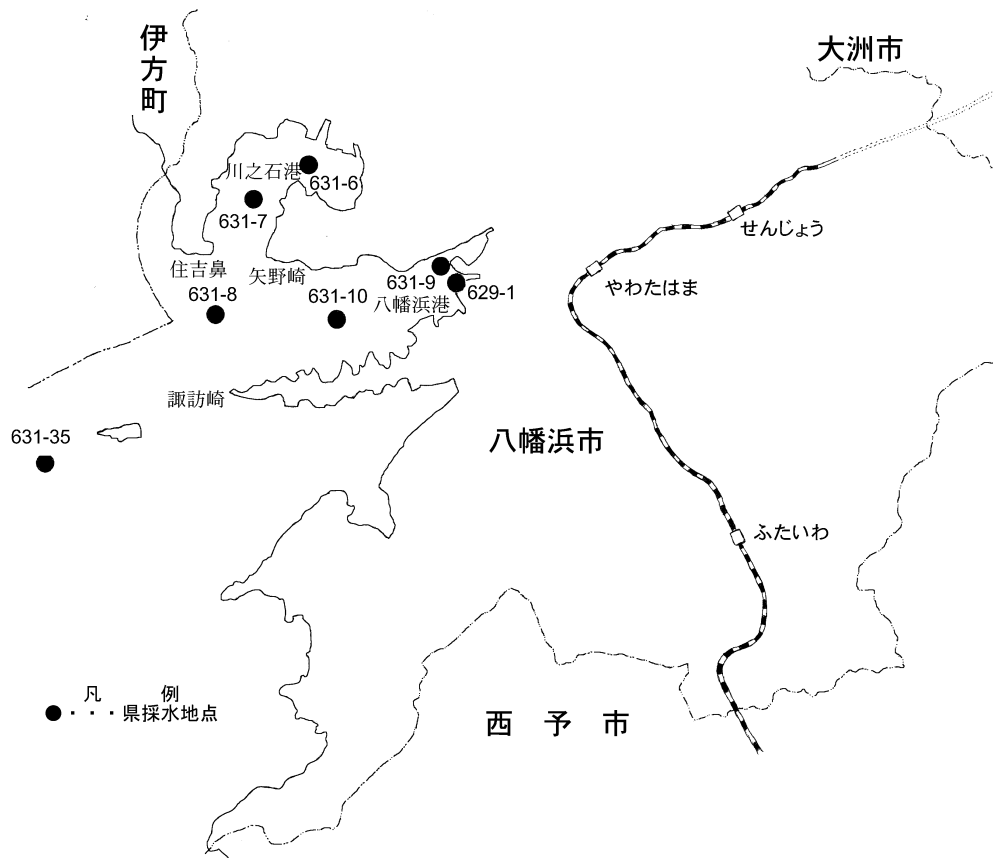 伊方町
大洲市
川之石港
631-6
631-7
せんじょう
住吉鼻
矢野崎
631-9
629-1
やわたはま
631-8
631-10
八幡浜港
諏訪崎
631-35
八幡浜市
ふたいわ
凡 例
●・・・県採水地点
西 予 市